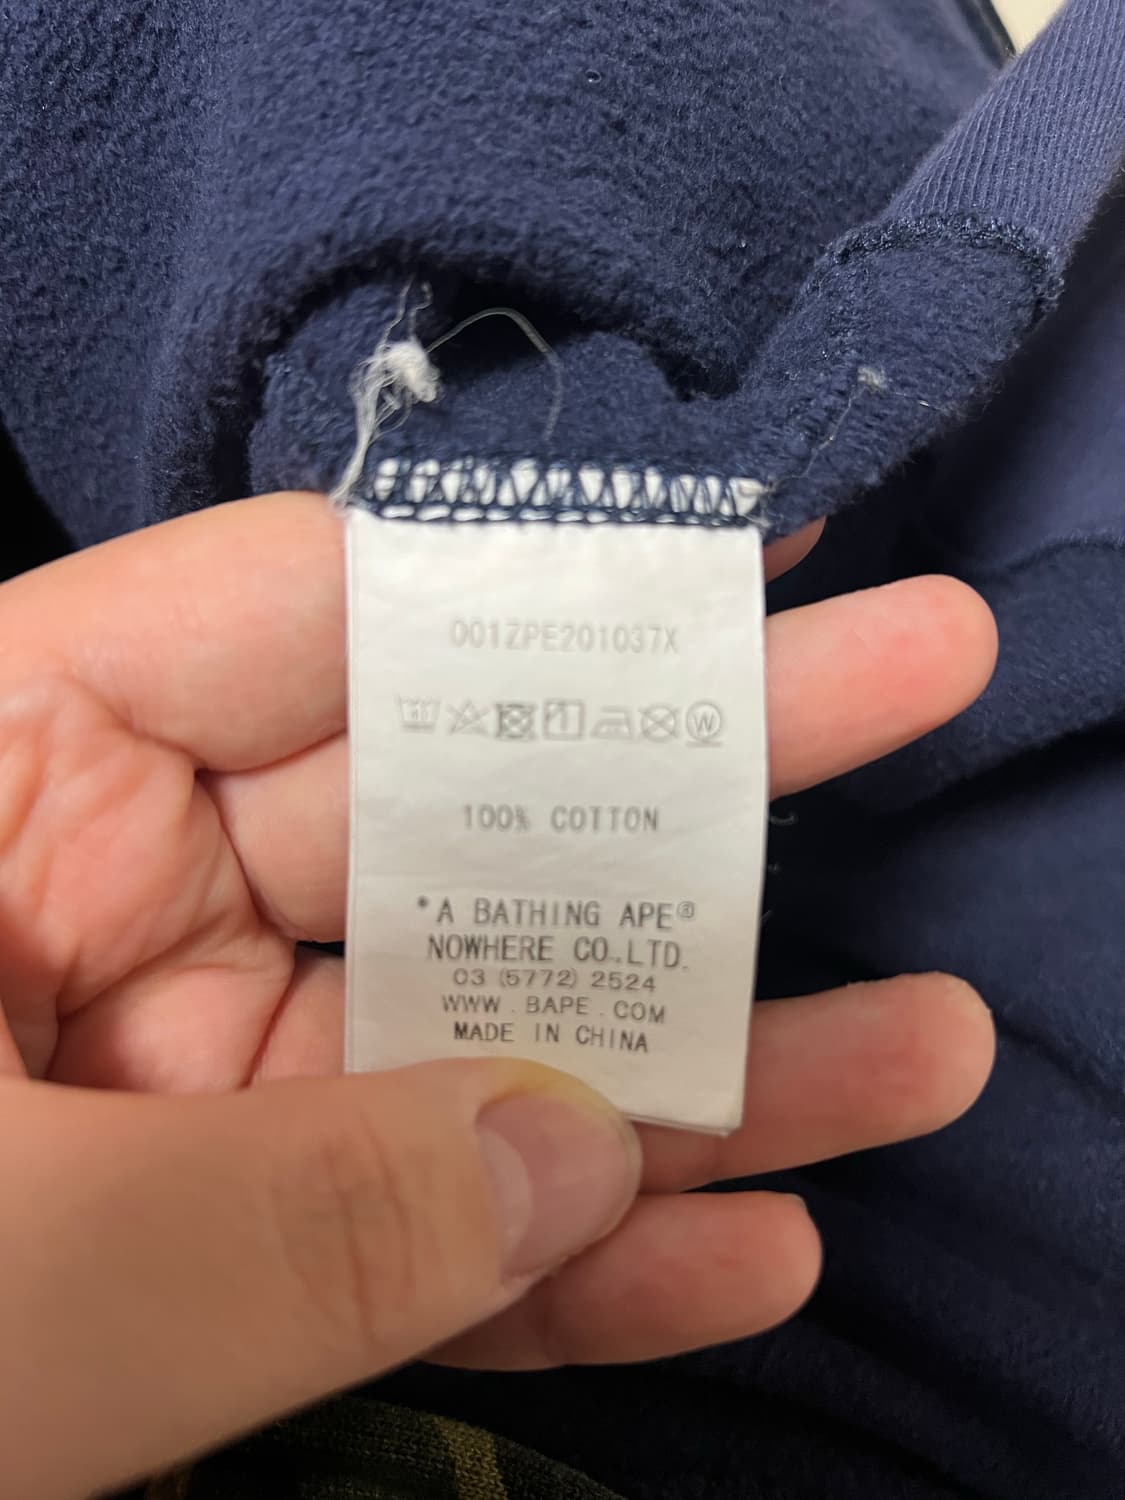 001ZPE201037X
W
100% COTTON
*A BATHING APE®
NOWHERE CO.,LTD.
03 (5772) 2524
WWW.BAPE.COM
MADE IN CHINA